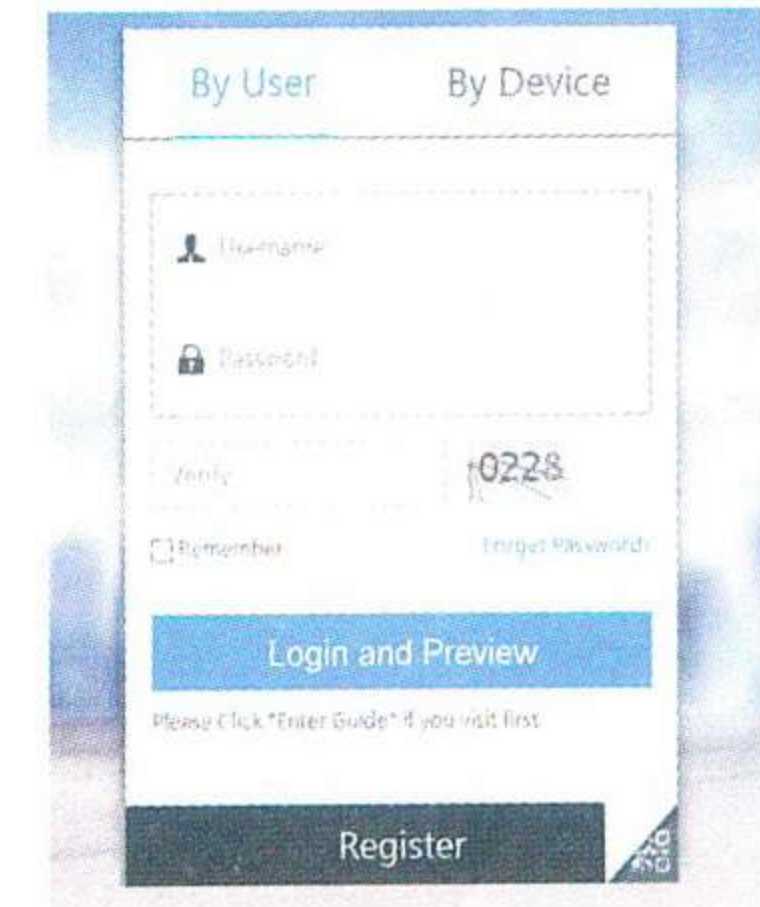 By User By Device
Username
Password
Verify 0228
Remember Forget Password?
Login and Preview
Please Click "Enter Guide" if you visit first
Register